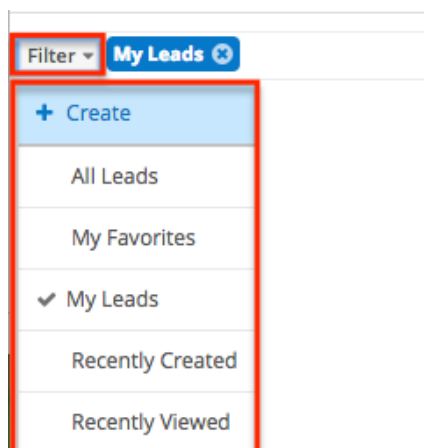 Filter My Leads
Create
All Leads
My Favorites
My Leads
Recently Created
Recently Viewed